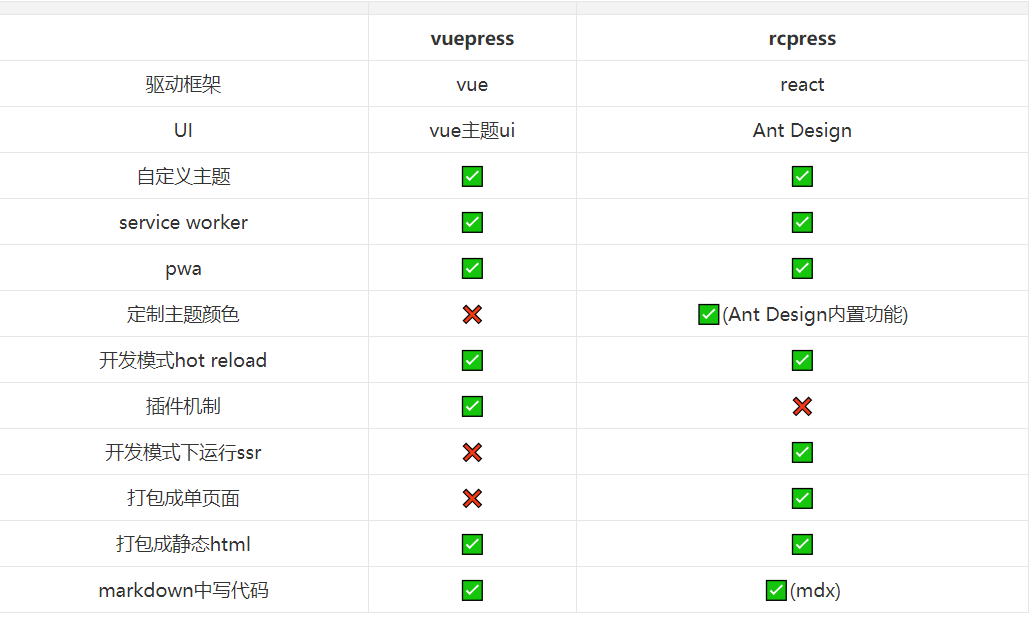 vuepress rcpress
驱动框架 vue react
UI vue主题ui Ant Design
自定义主题 ✅ ✅
service worker ✅ ✅
pwa ✅ ✅
定制主题颜色 ❌ ✅(Ant Design内置功能)
开发模式hot reload ✅ ✅
插件机制 ✅ ❌
开发模式下运行ssr ❌ ✅
打包成单页面 ❌ ✅
打包成静态html ✅ ✅
markdown中写代码 ✅ ✅(mdx)